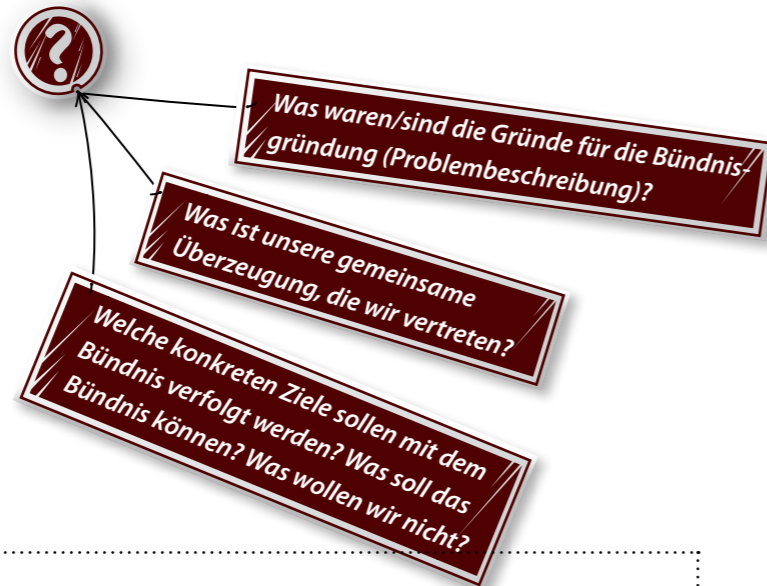 ?
Was waren/sind die Gründe für die Bündnis-
gründung (Problembeschreibung)?
Was ist unsere gemeinsame
Überzeugung, die wir vertreten?
Welche konkreten Ziele sollen mit dem
Bündnis verfolgt werden? Was soll das
Bündnis können? Was wollen wir nicht?